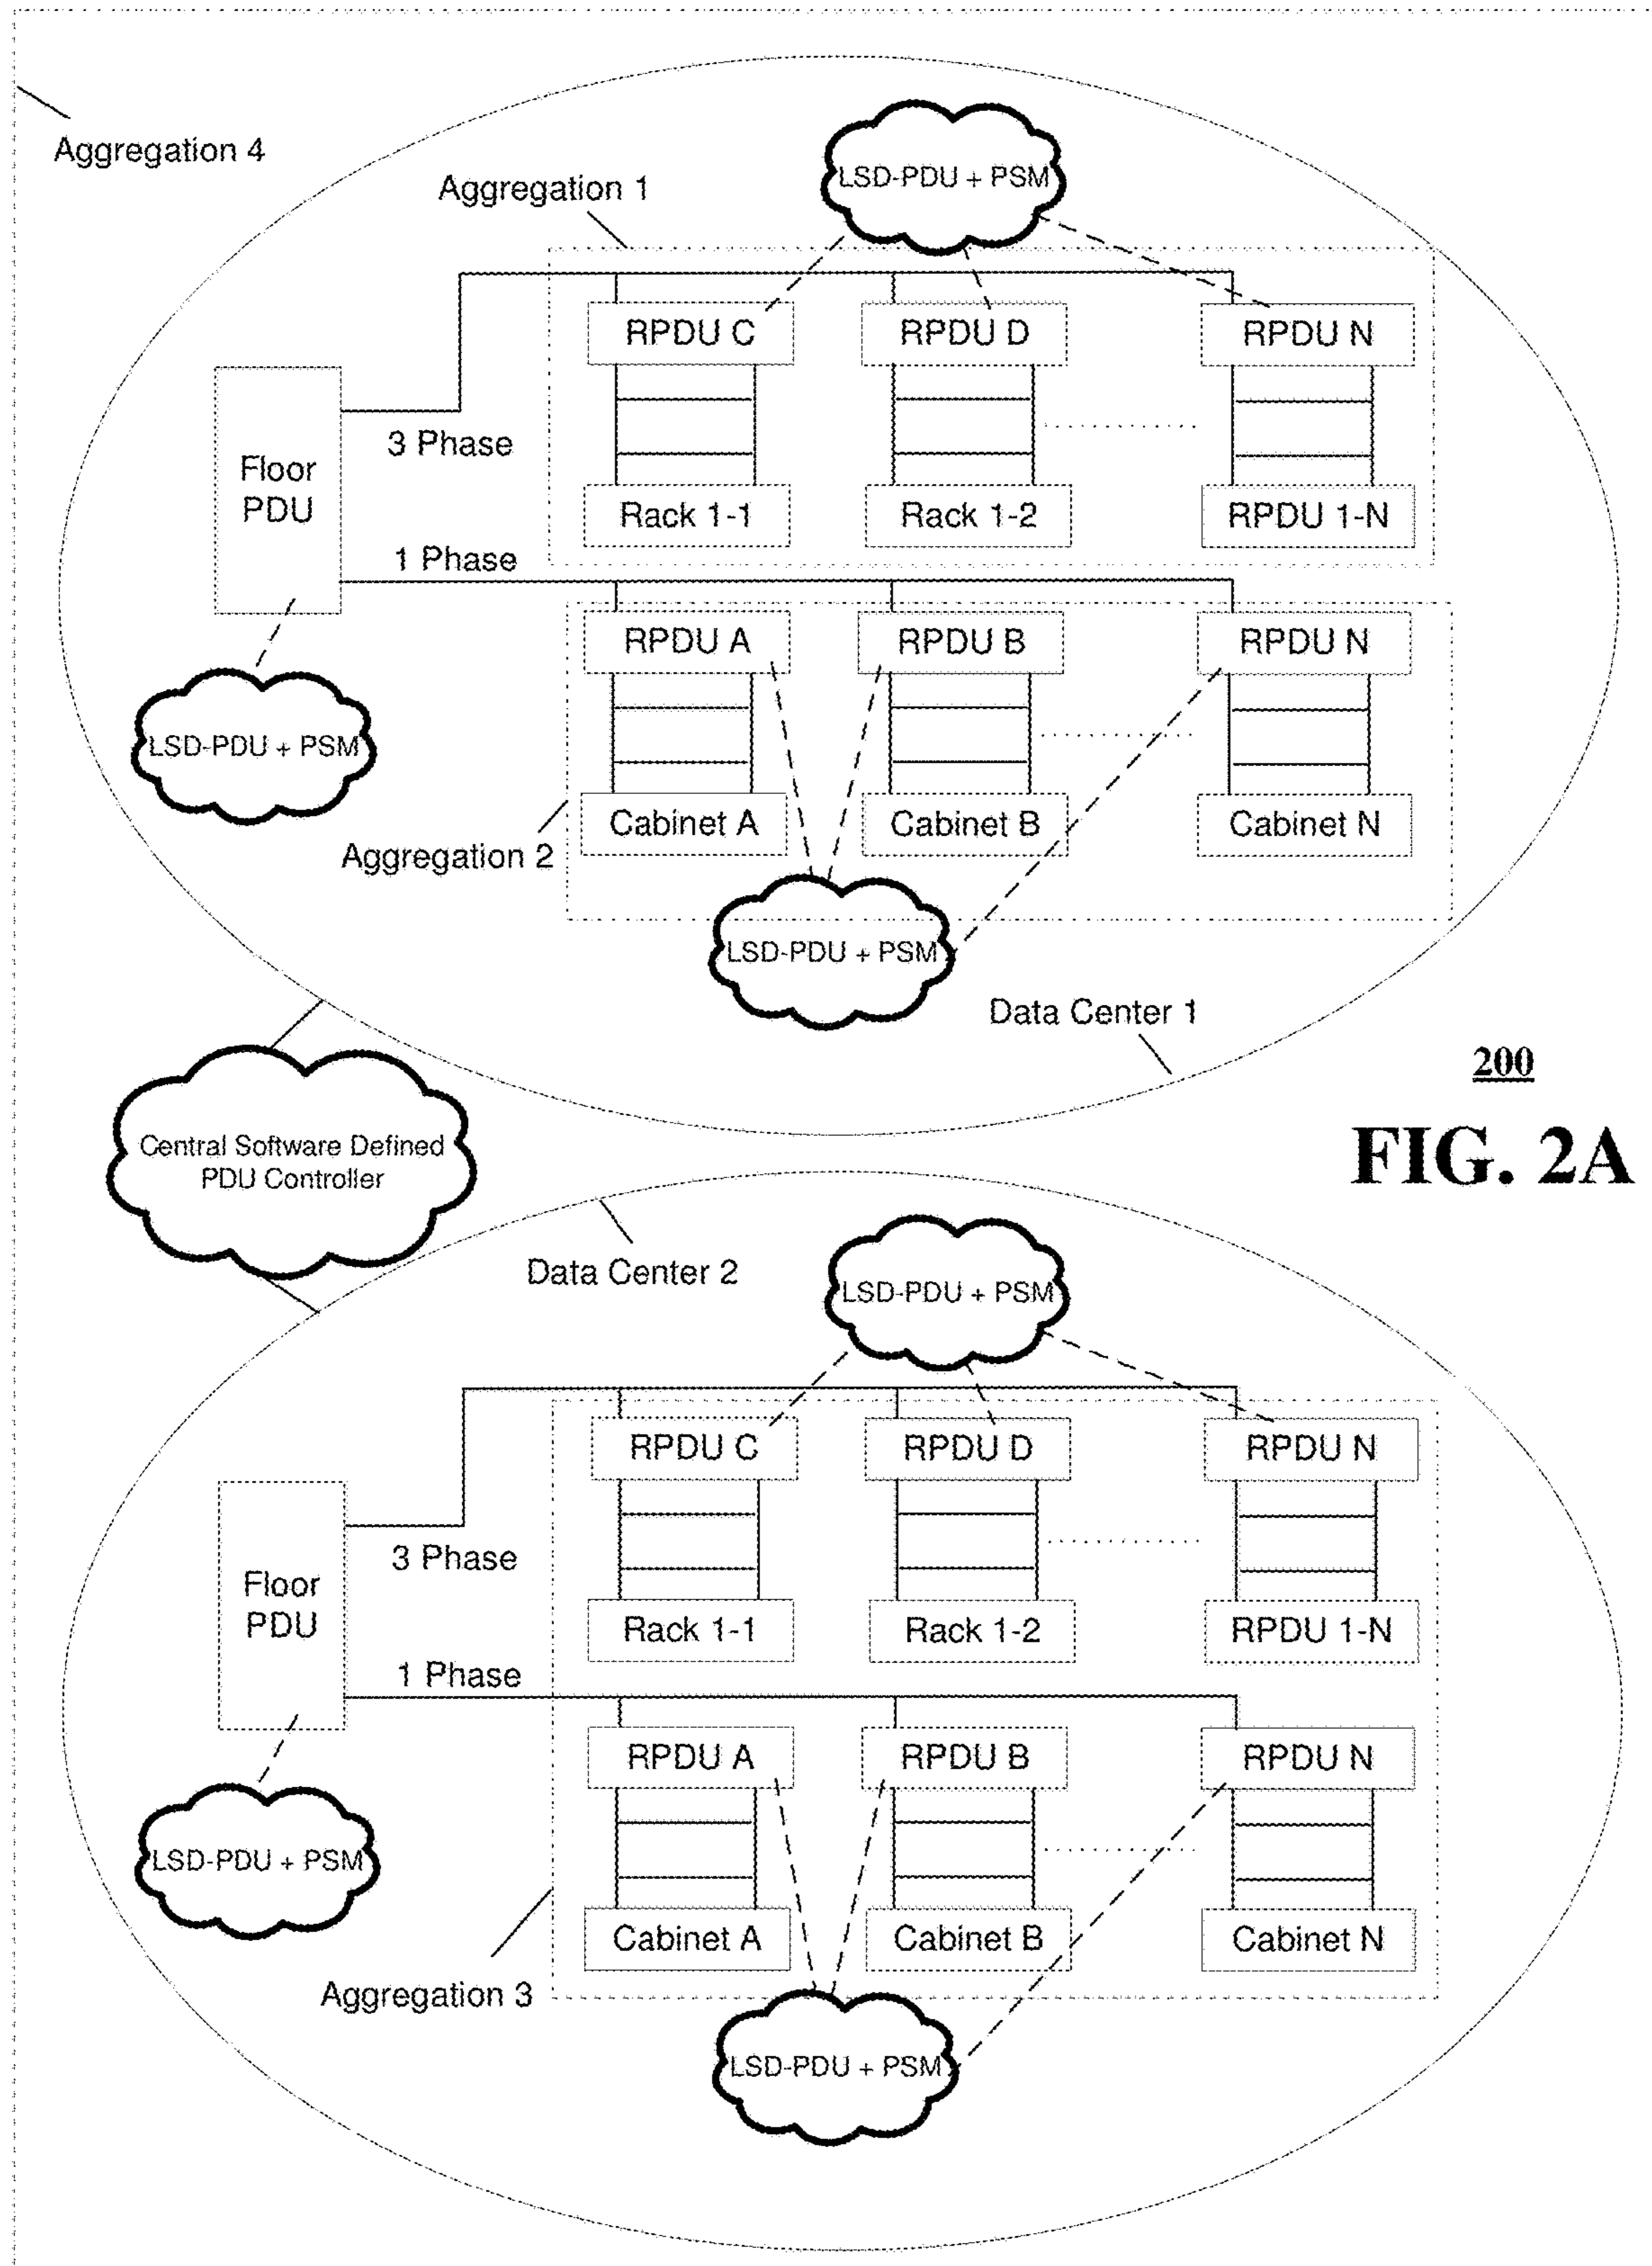 Aggregation 4
Aggregation 1
LSD-PDU + PSM
RPDU C
RPDU D
RPDU N
3 Phase
Floor
PDU
Rack 1-1
Rack 1-2
RPDU 1-N
1 Phase
RPDU A
RPDU B
RPDU N
LSD-PDU + PSM
Cabinet A
Cabinet B
Cabinet N
Aggregation 2
LSD-PDU + PSM
Data Center 1
200
FIG. 2A
Central Software Defined
PDU Controller
Data Center 2
LSD-PDU + PSM
RPDU C
RPDU D
RPDU N
3 Phase
Floor
PDU
Rack 1-1
Rack 1-2
RPDU 1-N
1 Phase
RPDU A
RPDU B
RPDU N
LSD-PDU + PSM
Cabinet A
Cabinet B
Cabinet N
Aggregation 3
LSD-PDU + PSM